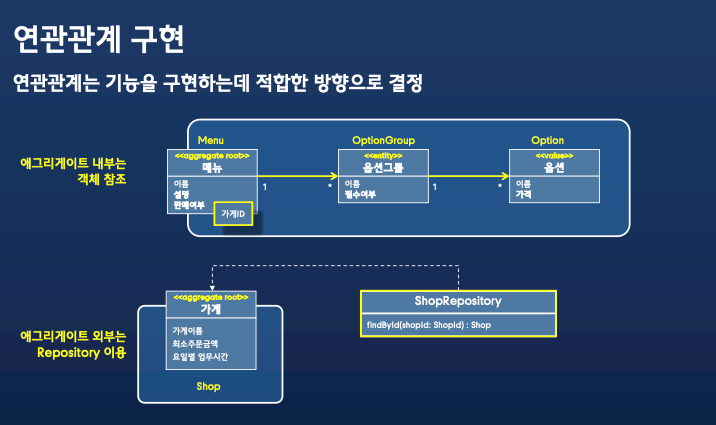 연관관계 구현
연관관계는 기능을 구현하는데 적합한 방향으로 결정
애그리게이트 내부는
객체 참조
Menu
<<aggregate root>>
메뉴
이름
설명
판매여부
가게ID
1
*
OptionGroup
<<entity>>
옵션그룹
이름
필수여부
1
*
Option
<<value>>
옵션
이름
가격
애그리게이트 외부는
Repository 이용
<<aggregate root>>
가게
가게이름
최소주문금액
요일별 업무시간
Shop
ShopRepository
findById(shopId: ShopId) : Shop